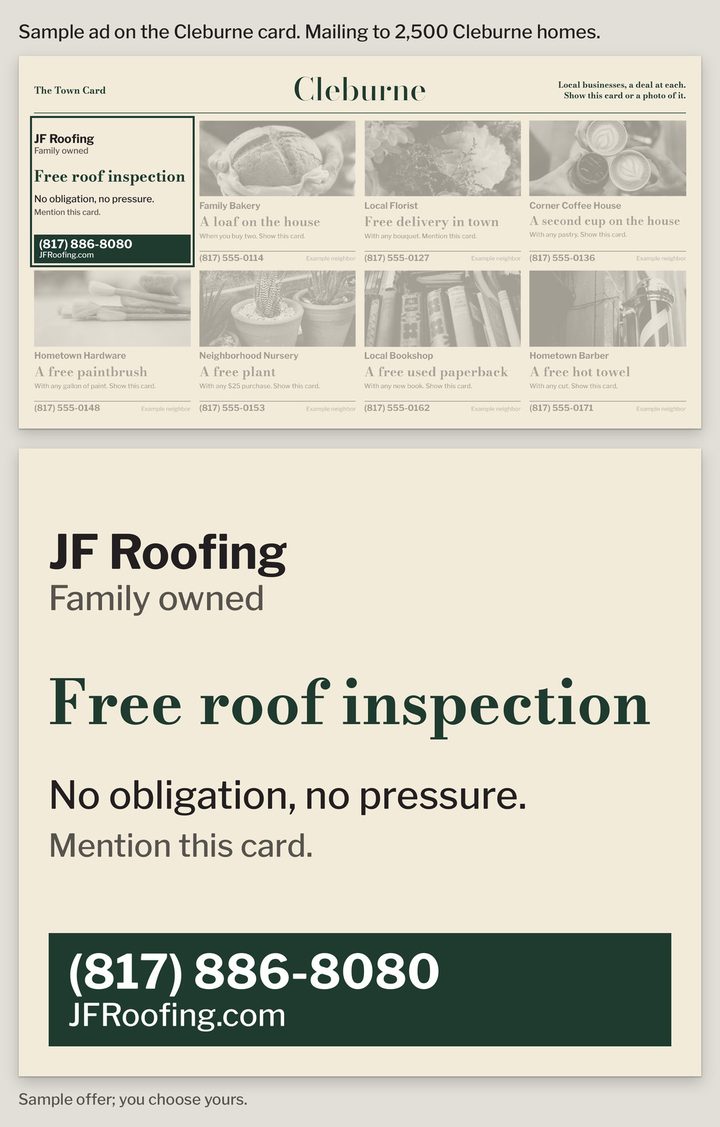 Sample ad on the Cleburne card. Mailing to 2,500 Cleburne homes.
The Town Card
Cleburne
Local businesses, a deal at each.
Show this card or a photo of it.
JF Roofing
Family owned
Free roof inspection
No obligation, no pressure.
Mention this card.
(817) 886-8080
JFRoofing.com
Family Bakery
A loaf on the house
When you buy two. Show this card.
(817) 555-0114
Example neighbor
Local Florist
Free delivery in town
With any bouquet. Mention this card.
(817) 555-0127
Example neighbor
Corner Coffee House
A second cup on the house
With any pastry. Show this card.
(817) 555-0136
Example neighbor
Hometown Hardware
A free paintbrush
With any gallon of paint. Show this card.
(817) 555-0148
Example neighbor
Neighborhood Nursery
A free plant
With any $25 purchase. Show this card.
(817) 555-0153
Example neighbor
Local Bookshop
A free used paperback
With any new book. Show this card.
(817) 555-0162
Example neighbor
Hometown Barber
A free hot towel
With any cut. Show this card.
(817) 555-0171
Example neighbor
JF Roofing
Family owned
Free roof inspection
No obligation, no pressure.
Mention this card.
(817) 886-8080
JFRoofing.com
Sample offer; you choose yours.